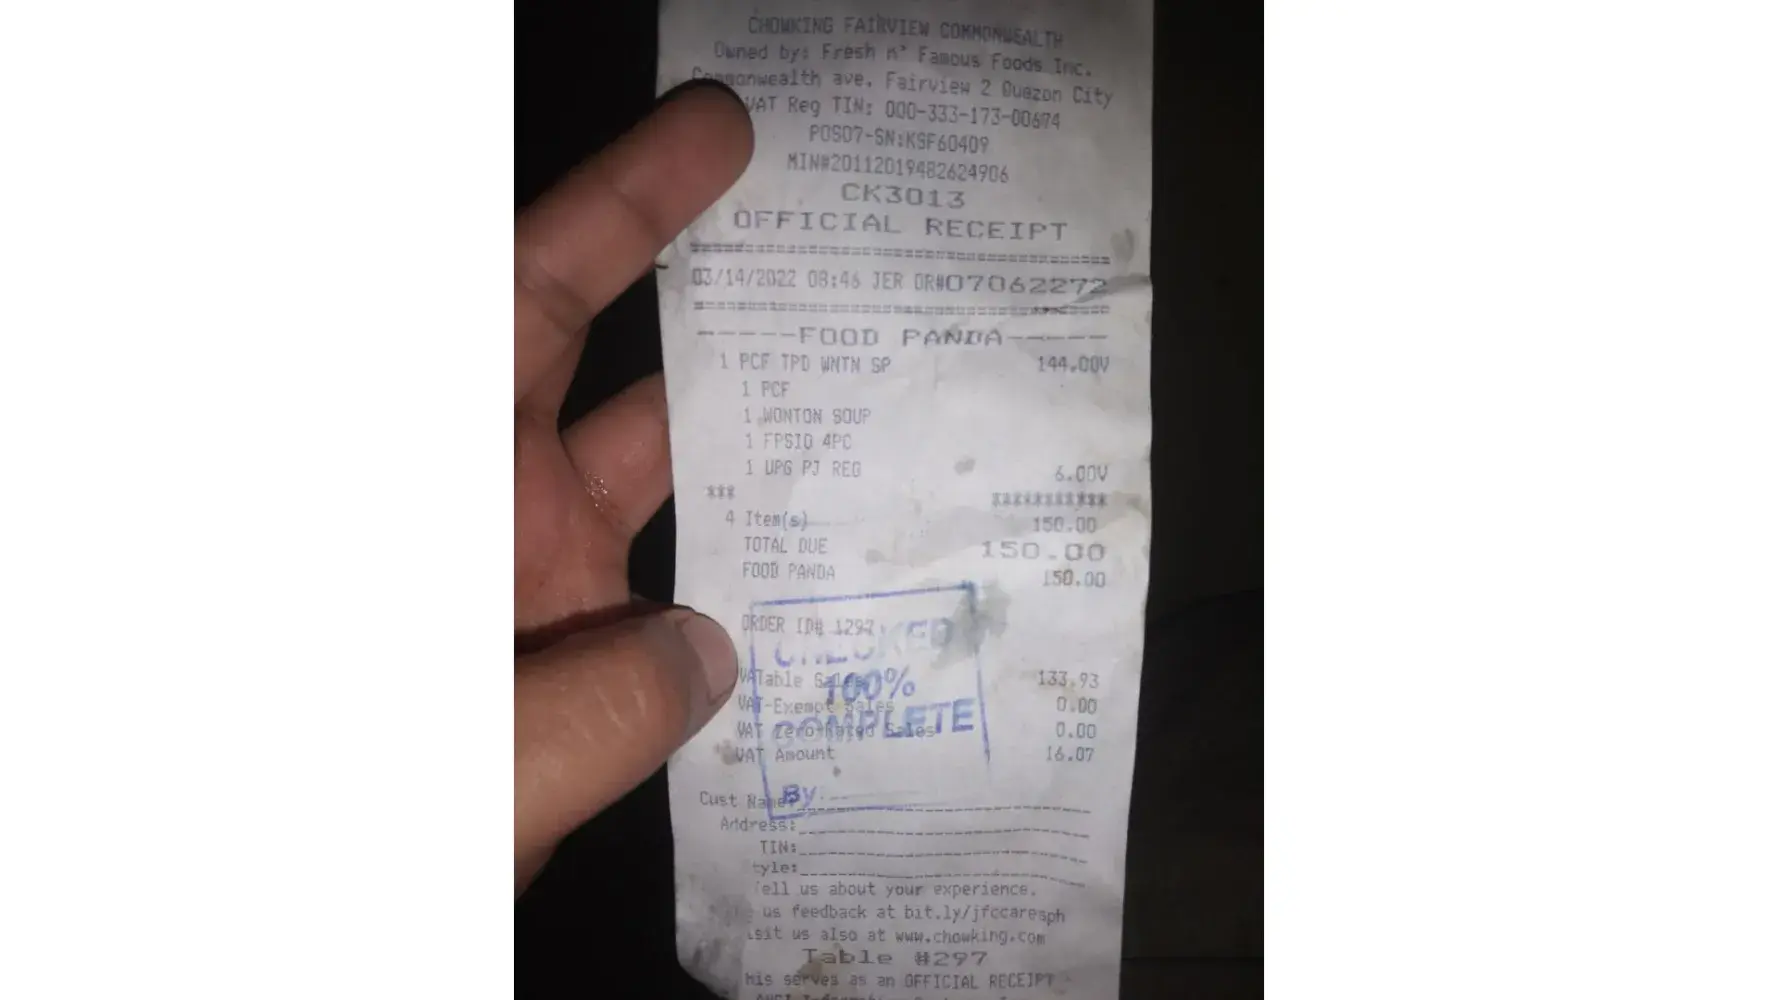 CHOWKING FAIRVIEW COMMONWEALTH
Owned by: Fresh n' Famous Foods Inc.
Commonwealth ave. Fairview 2 Quezon City
VAT Reg TIN: 000-333-173-00674
POS07-SN:KSF60409
MIN#20112019482624906
CK3013
OFFICIAL RECEIPT
========================================
03/14/2022 08:46 JER OR#07062272
========================================
-----FOOD PANDA-----
1 PCF TPD WNTN SP 144.00V
1 PCF
1 WONTON SOUP
1 FPSIO 4PC
1 UPG PJ REG 6.00V
*** ***********
4 Item(s) 150.00
TOTAL DUE 150.00
FOOD PANDA 150.00
ORDER ID# 1297
CHECKED
100%
COMPLETE
By:
VATable Sales 133.93
VAT-Exempt Sales 0.00
VAT Zero-Rated Sales 0.00
VAT Amount 16.07
Cust Name:
Address:
TIN:
tyle:
Tell us about your experience.
us feedback at bit.ly/jfccaresph
isit us also at www.chowking.com
Table #297
his serves as an OFFICIAL RECEIPT